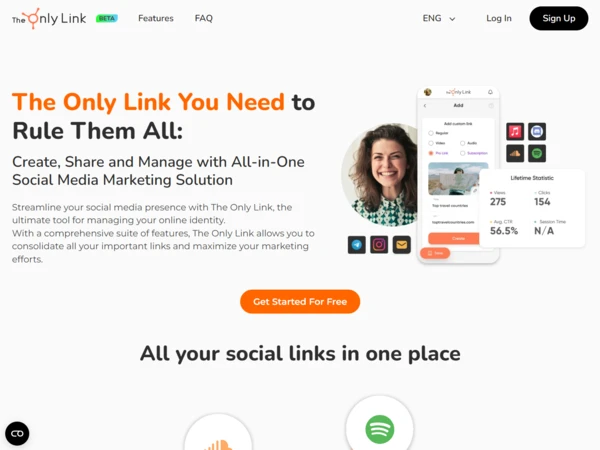 The Only Link BETA Features FAQ ENG Log In Sign Up
The Only Link You Need to
Rule Them All:
Create, Share and Manage with All-in-One
Social Media Marketing Solution
Streamline your social media presence with The Only Link, the
ultimate tool for managing your online identity.
With a comprehensive suite of features, The Only Link allows you to
consolidate all your important links and maximize your marketing
efforts.
Only Link
Add
Add custom link
Regular
Video Audio
Pro Link Subscription
Top travel countries
toptravelcountries.com
Create
Lifetime Statistic
Views Clicks
275 154
Avg. CTR Session Time
56.5% N/A
Get Started For Free
All your social links in one place